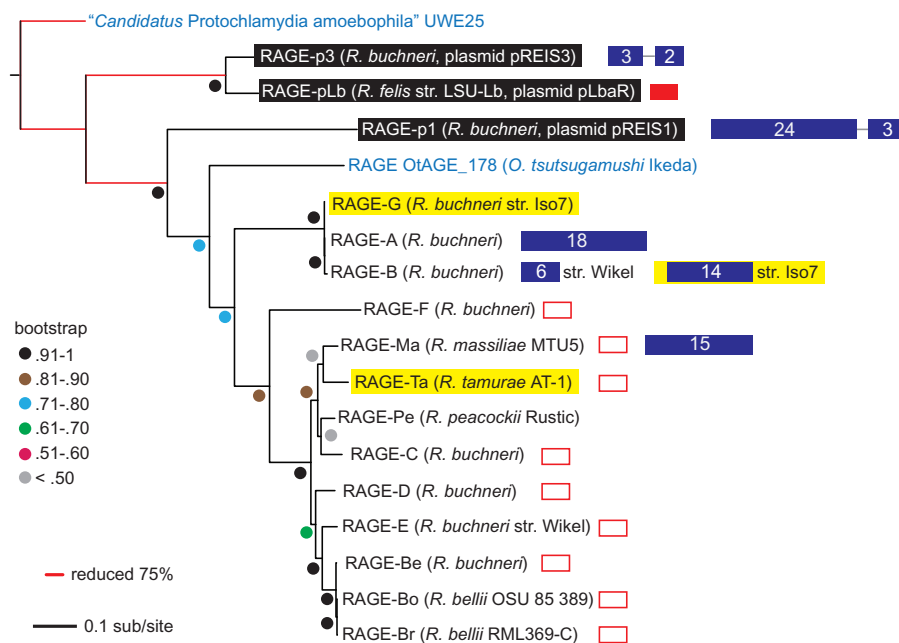 “Candidatus Protochlamydia amoebophila” UWE25
RAGE-p3 (R. buchneri, plasmid pREIS3) 3 2
RAGE-pLb (R. felis str. LSU-Lb, plasmid pLbaR)
RAGE-p1 (R. buchneri, plasmid pREIS1) 24 3
RAGE OtAGE_178 (O. tsutsugamushi Ikeda)
RAGE-G (R. buchneri str. Iso7)
RAGE-A (R. buchneri) 18
RAGE-B (R. buchneri) 6 str. Wikel 14 str. Iso7
RAGE-F (R. buchneri)
RAGE-Ma (R. massiliae MTU5) 15
RAGE-Ta (R. tamurae AT-1)
RAGE-Pe (R. peacockii Rustic)
RAGE-C (R. buchneri)
RAGE-D (R. buchneri)
RAGE-E (R. buchneri str. Wikel)
RAGE-Be (R. buchneri)
RAGE-Bo (R. bellii OSU 85 389)
RAGE-Br (R. bellii RML369-C)
bootstrap
.91-1
.81-.90
.71-.80
.61-.70
.51-.60
< .50
reduced 75%
0.1 sub/site